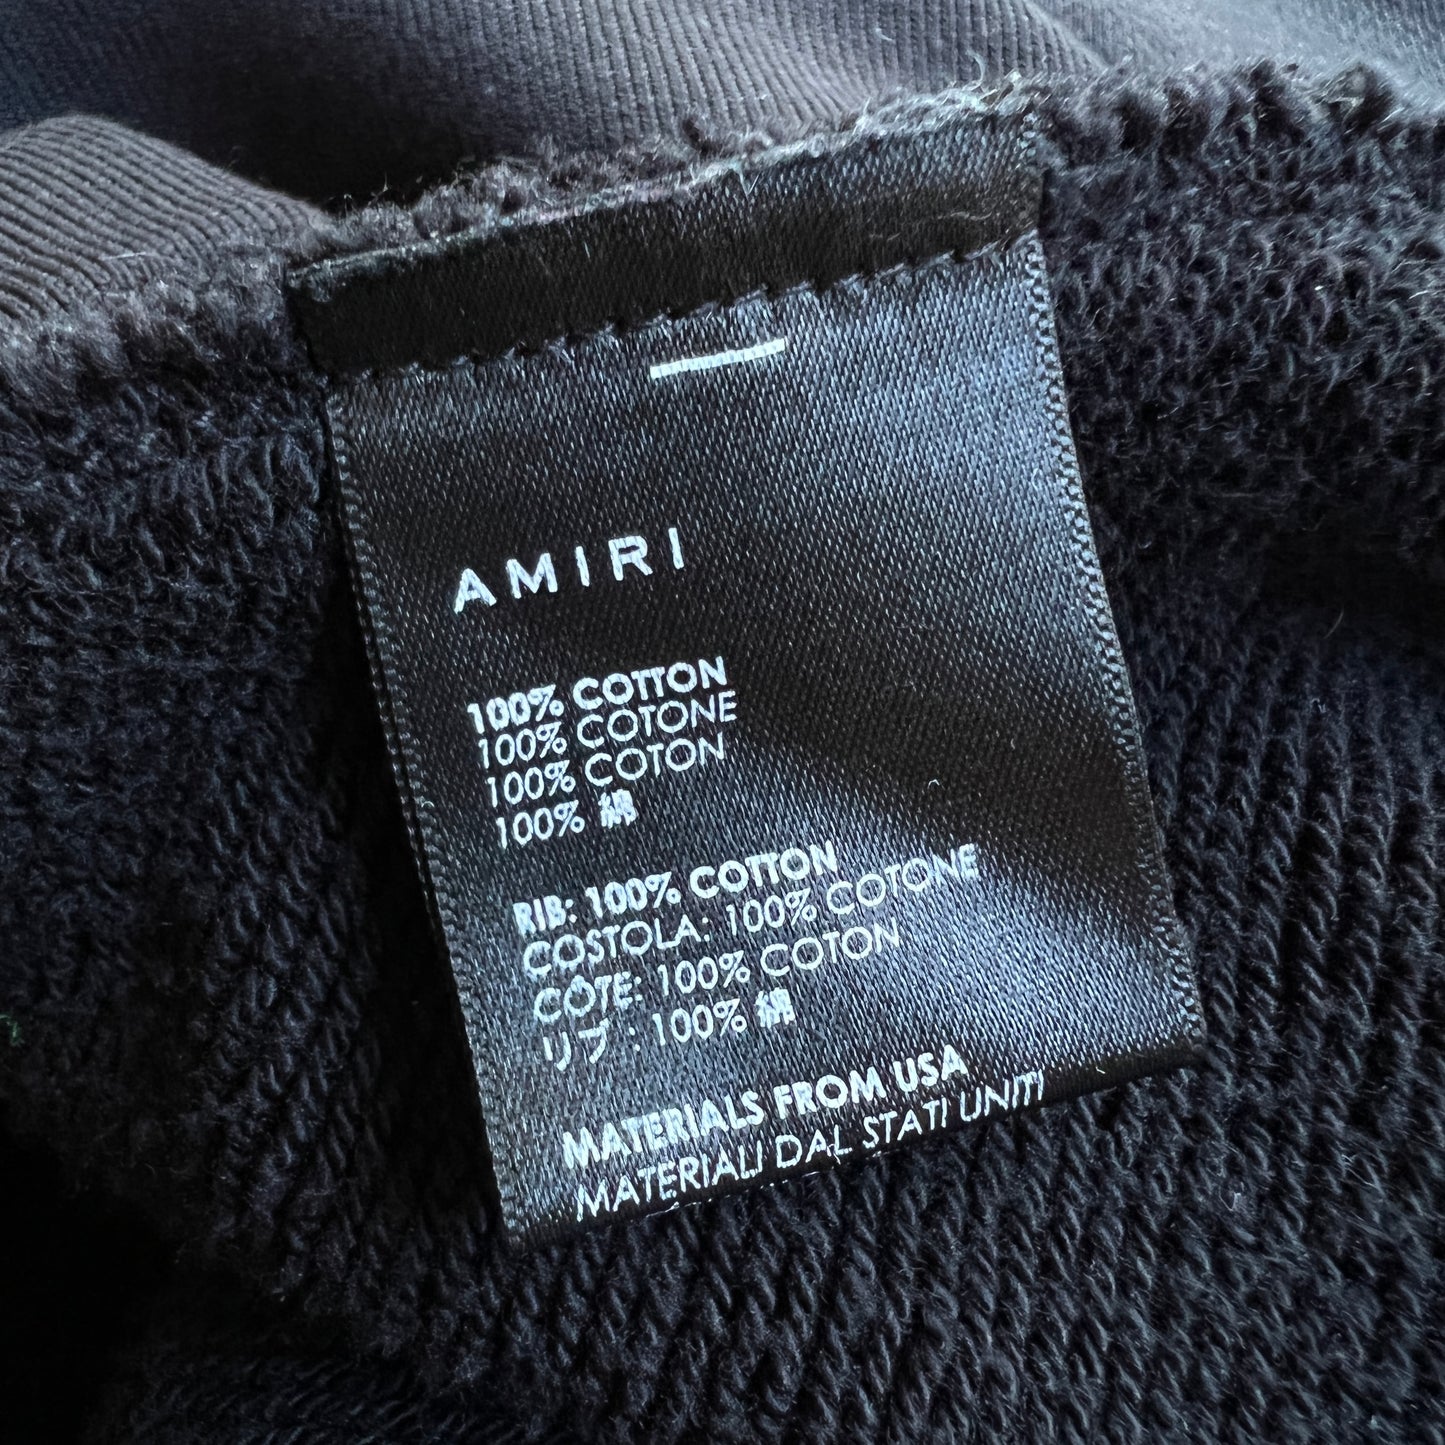 AMIRI
100% COTTON
100% COTONE
100% COTON
100% 綿
RIB: 100% COTTON
COSTOLA: 100% COTONE
CÔTE: 100% COTON
リブ : 100% 綿
MATERIALS FROM USA
MATERIALI DAL STATI UNITI